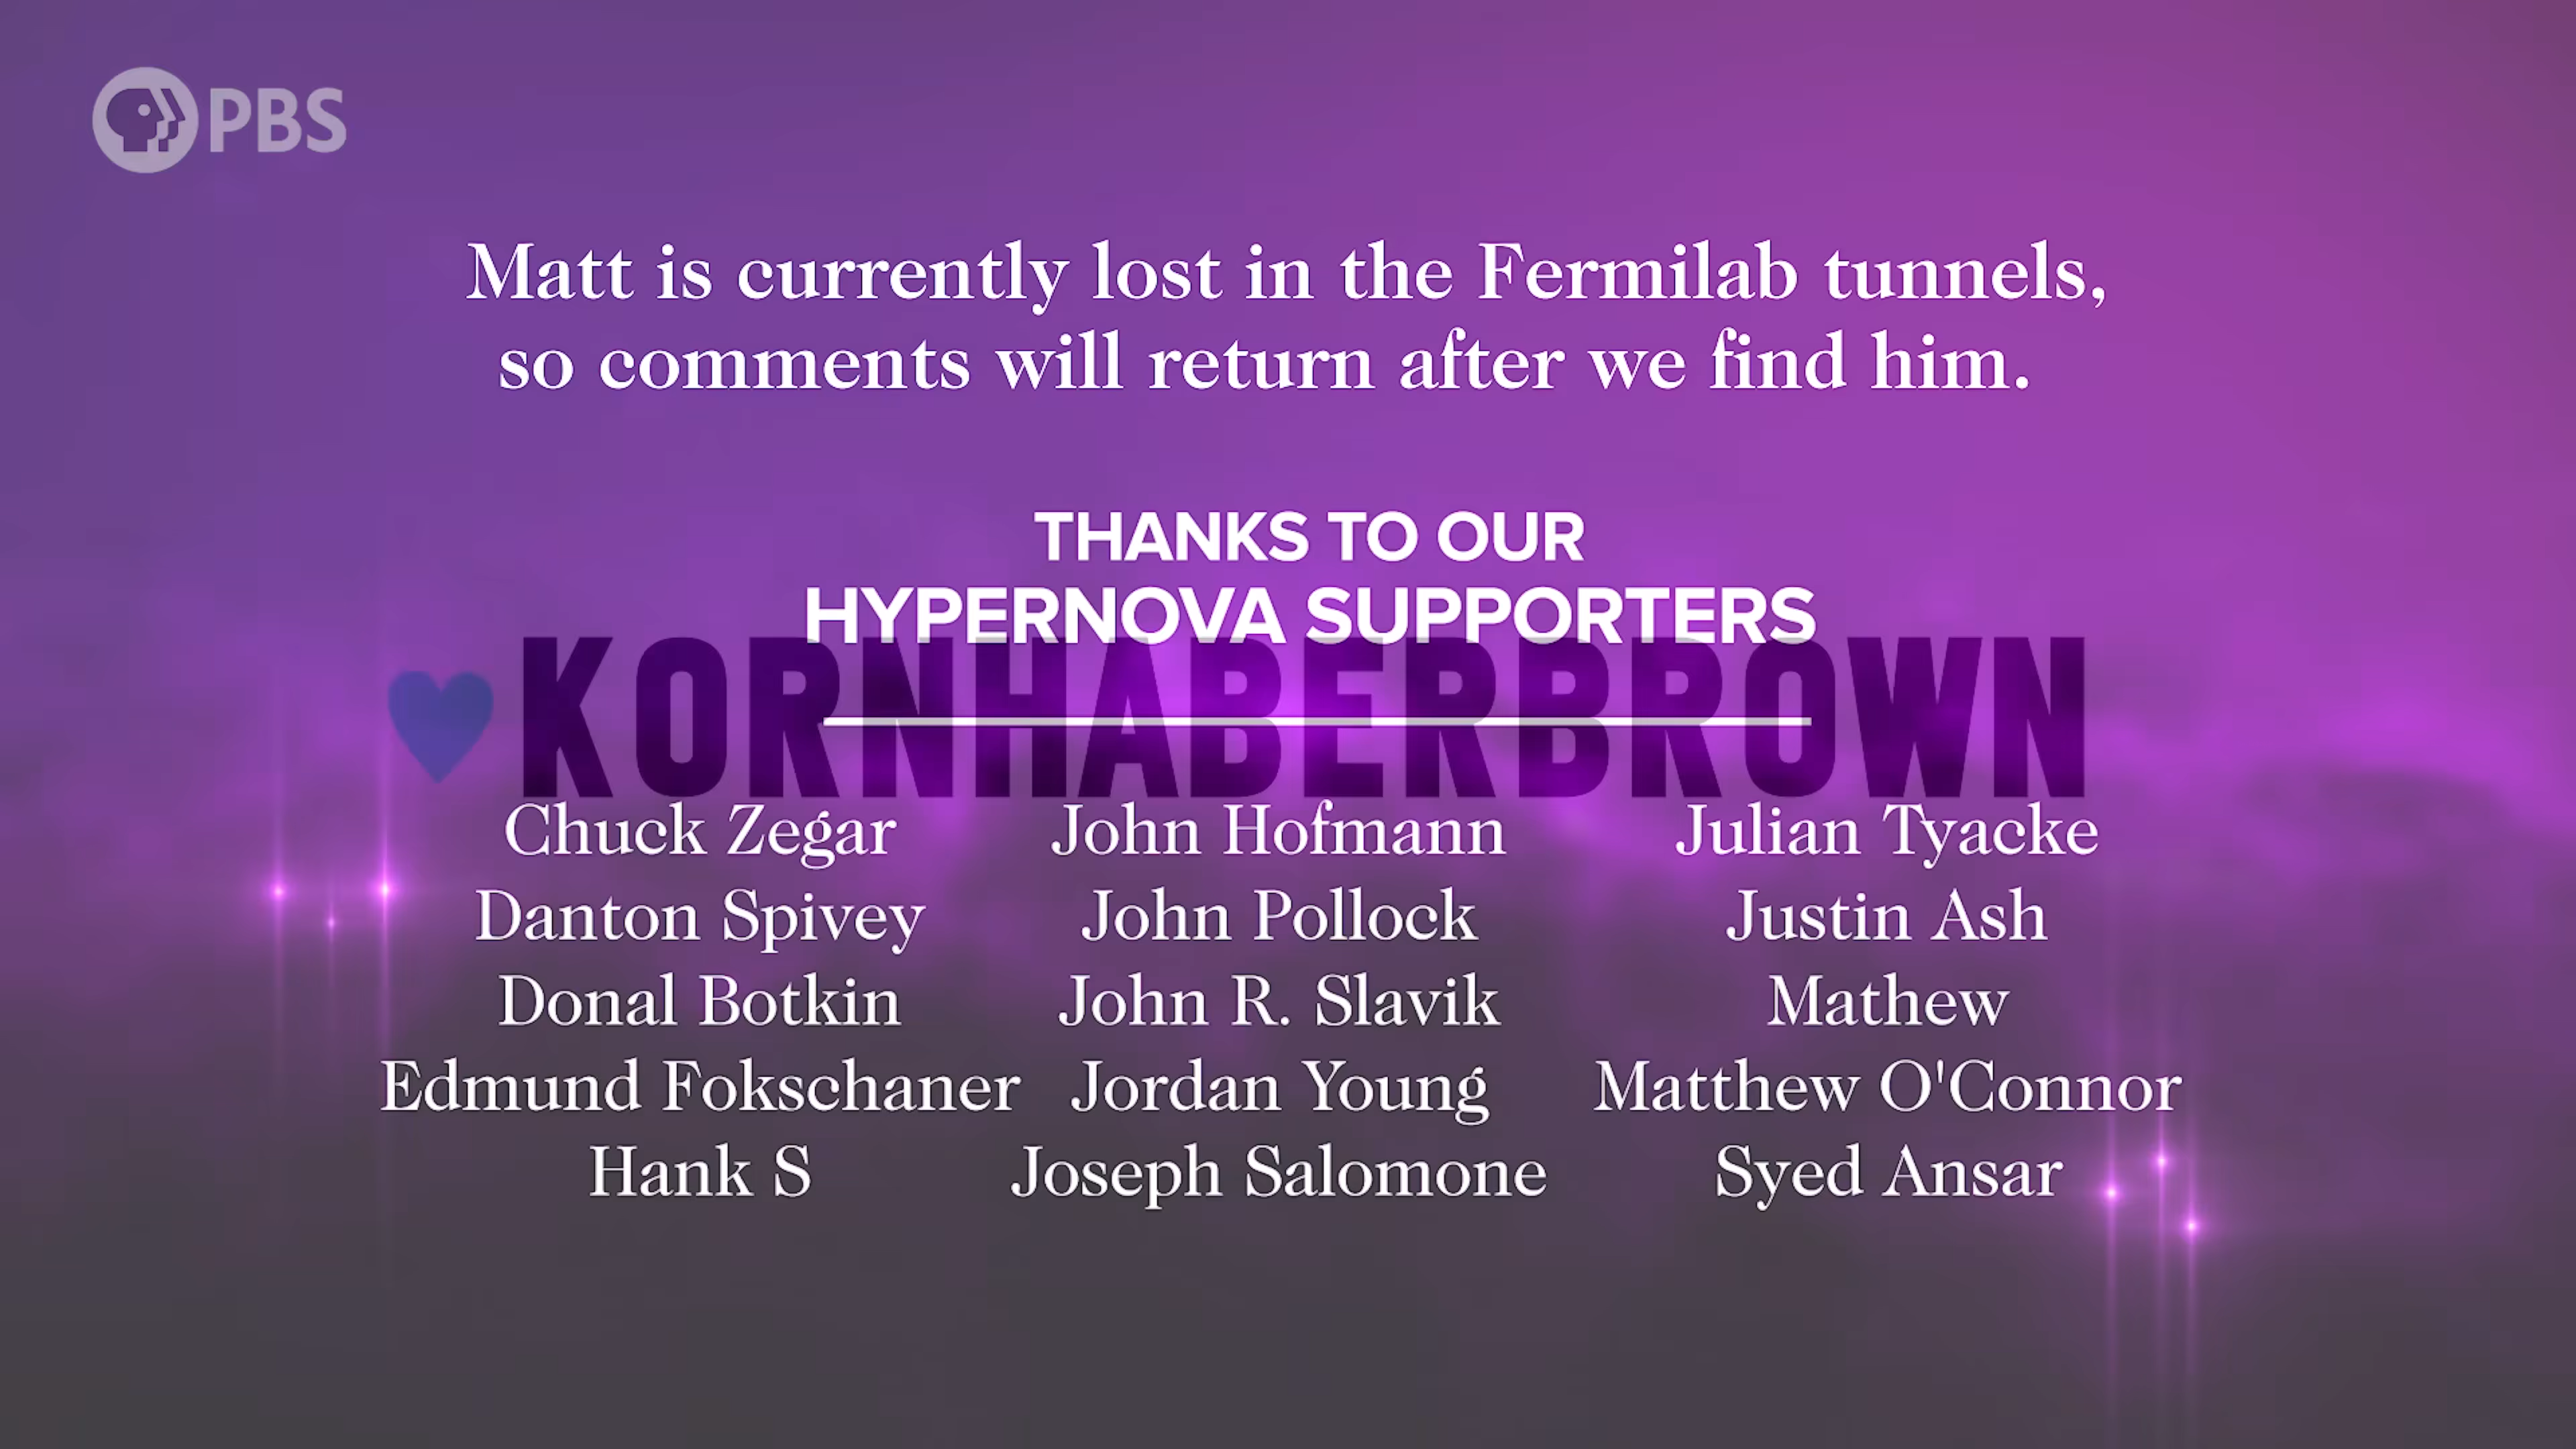 PBS
Matt is currently lost in the Fermilab tunnels,
so comments will return after we find him.
THANKS TO OUR
HYPERNOVA SUPPORTERS
KORNHABERBROWN
Chuck Zegar
Danton Spivey
Donal Botkin
Edmund Fokschaner
Hank S
John Hofmann
John Pollock
John R. Slavik
Jordan Young
Joseph Salomone
Julian Tyacke
Justin Ash
Mathew
Matthew O'Connor
Syed Ansar